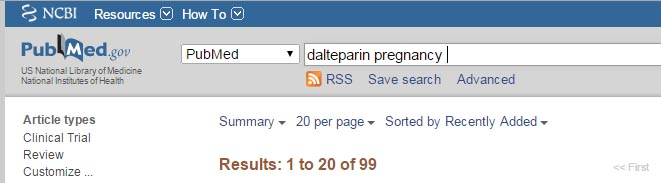 NCBI Resources How To
PubMed.gov
US National Library of Medicine
National Institutes of Health
PubMed
dalteparin pregnancy
RSS Save search Advanced
Article types
Clinical Trial
Review
Customize ...
Summary 20 per page Sorted by Recently Added
Results: 1 to 20 of 99
<< First